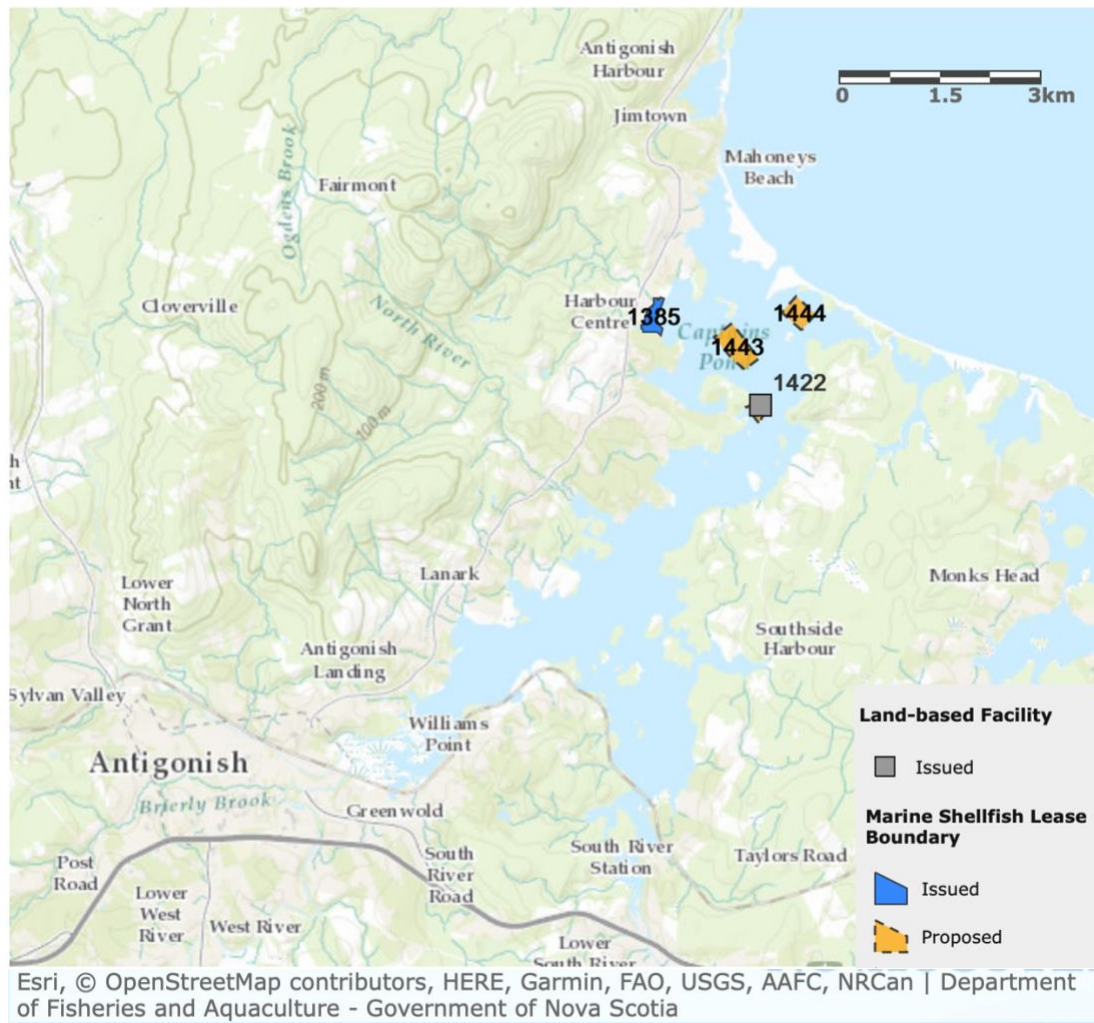 Antigonish
Harbour
Jimtown
0 1.5 3km
Mahoneys
Beach
Ogdens Brook
Fairmont
Cloverville
North River
Harbour
Centre
1385
1444
Captains
Pon
1443
1422
200 m
100 m
Lanark
Monks Head
Lower
North
Grant
Southside
Harbour
Antigonish
Landing
Sylvan Valley
Williams
Point
Antigonish
Brierly Brook
Greenwold
Post
Road
South
River
Road
South River
Station
Taylors Road
Lower
West
River
West River
Lower
South River
Land-based Facility
Issued
Marine Shellfish Lease
Boundary
Issued
Proposed
Esri, © OpenStreetMap contributors, HERE, Garmin, FAO, USGS, AAFC, NRCan | Department
of Fisheries and Aquaculture - Government of Nova Scotia